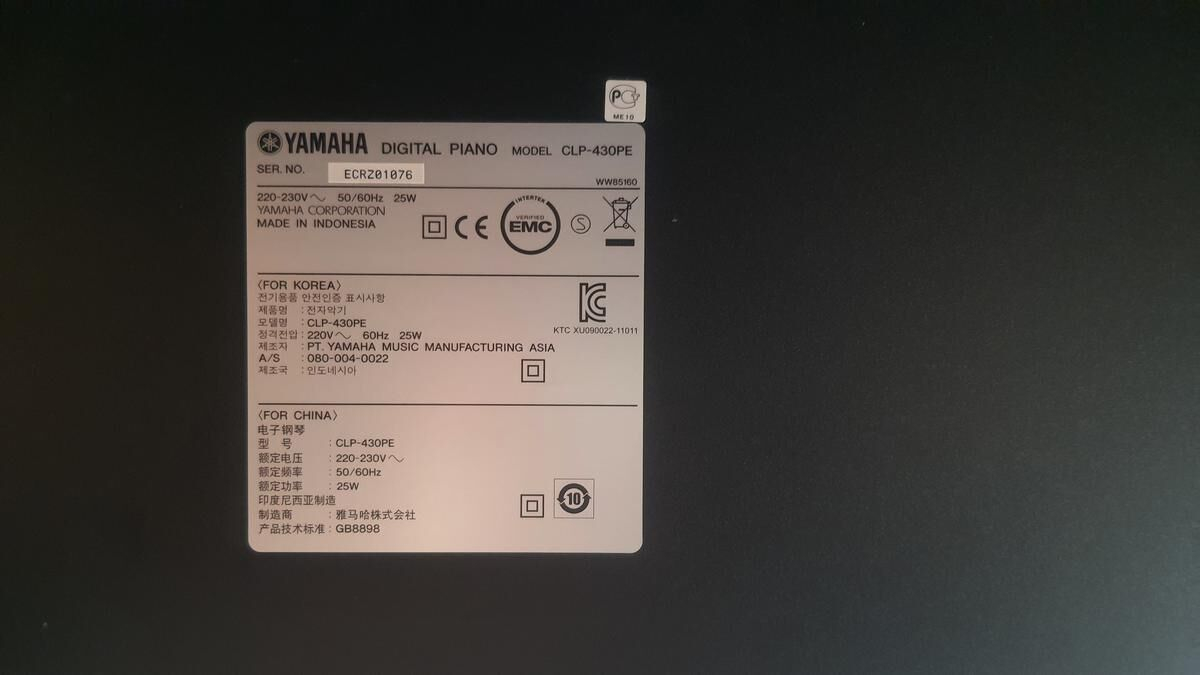 PCT
ME10
YAMAHA DIGITAL PIANO MODEL CLP-430PE
SER. NO. ECRZ01076
WW85160
220-230V~ 50/60Hz 25W
YAMAHA CORPORATION
MADE IN INDONESIA
CE
INTERTEK
VERIFIED
EMC
S
〈FOR KOREA〉
전기용품 안전인증 표시사항
제품명 : 전자악기
모델명 : CLP-430PE
정격전압 : 220V~ 60Hz 25W
제조자 : PT. YAMAHA MUSIC MANUFACTURING ASIA
A/S : 080-004-0022
제조국 : 인도네시아
KC
KTC XU090022-11011
〈FOR CHINA〉
电子钢琴
型 号 : CLP-430PE
额定电压 : 220-230V~
额定频率 : 50/60Hz
额定功率 : 25W
印度尼西亚制造
制造商 : 雅马哈株式会社
产品技术标准 : GB8898
10